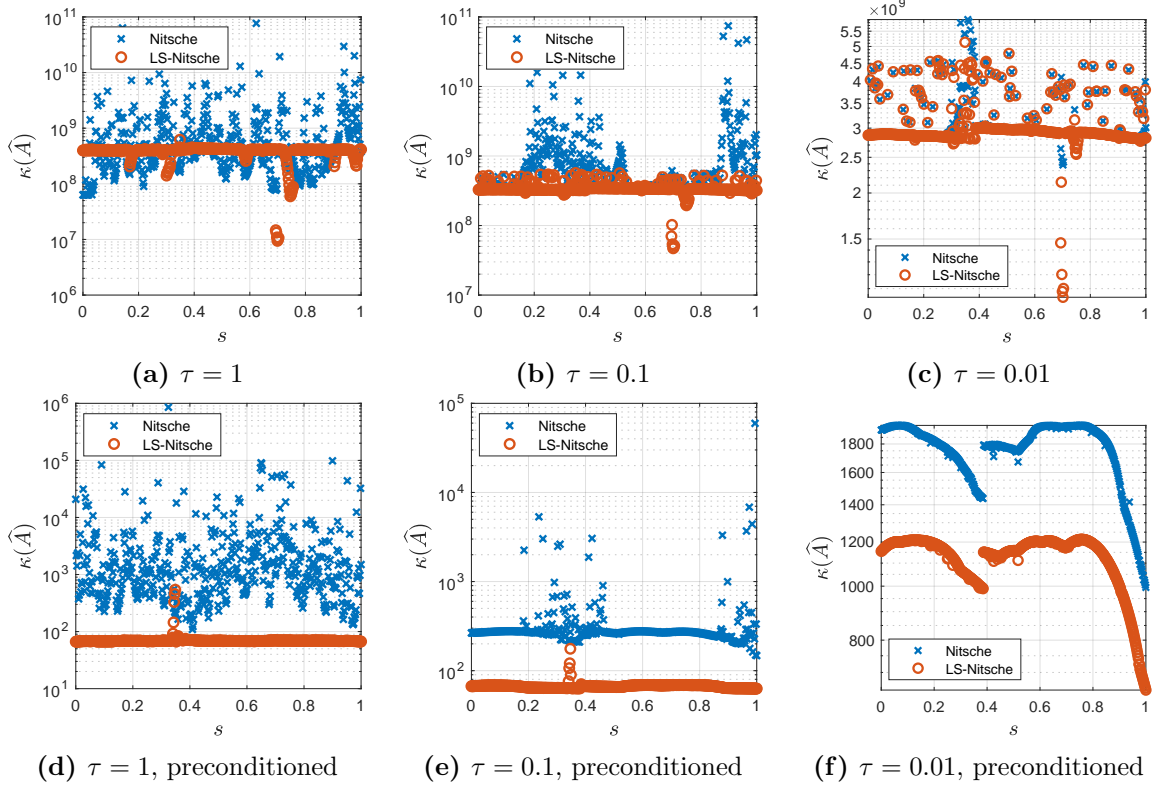 10^11
10^10
10^9
10^8
10^7
10^6
κ(Â)
Nitsche
LS-Nitsche
0 0.2 0.4 0.6 0.8 1
s
(a) τ = 1
10^11
10^10
10^9
10^8
10^7
κ(Â)
Nitsche
LS-Nitsche
0 0.2 0.4 0.6 0.8 1
s
(b) τ = 0.1
×10^9
5.5
5
4.5
4
3.5
3
2.5
2
1.5
κ(Â)
Nitsche
LS-Nitsche
0 0.2 0.4 0.6 0.8 1
s
(c) τ = 0.01
10^6
10^5
10^4
10^3
10^2
10^1
κ(Â)
Nitsche
LS-Nitsche
0 0.2 0.4 0.6 0.8 1
s
(d) τ = 1, preconditioned
10^5
10^4
10^3
10^2
κ(Â)
Nitsche
LS-Nitsche
0 0.2 0.4 0.6 0.8 1
s
(e) τ = 0.1, preconditioned
1800
1600
1400
1200
1000
800
κ(Â)
Nitsche
LS-Nitsche
0 0.2 0.4 0.6 0.8 1
s
(f) τ = 0.01, preconditioned